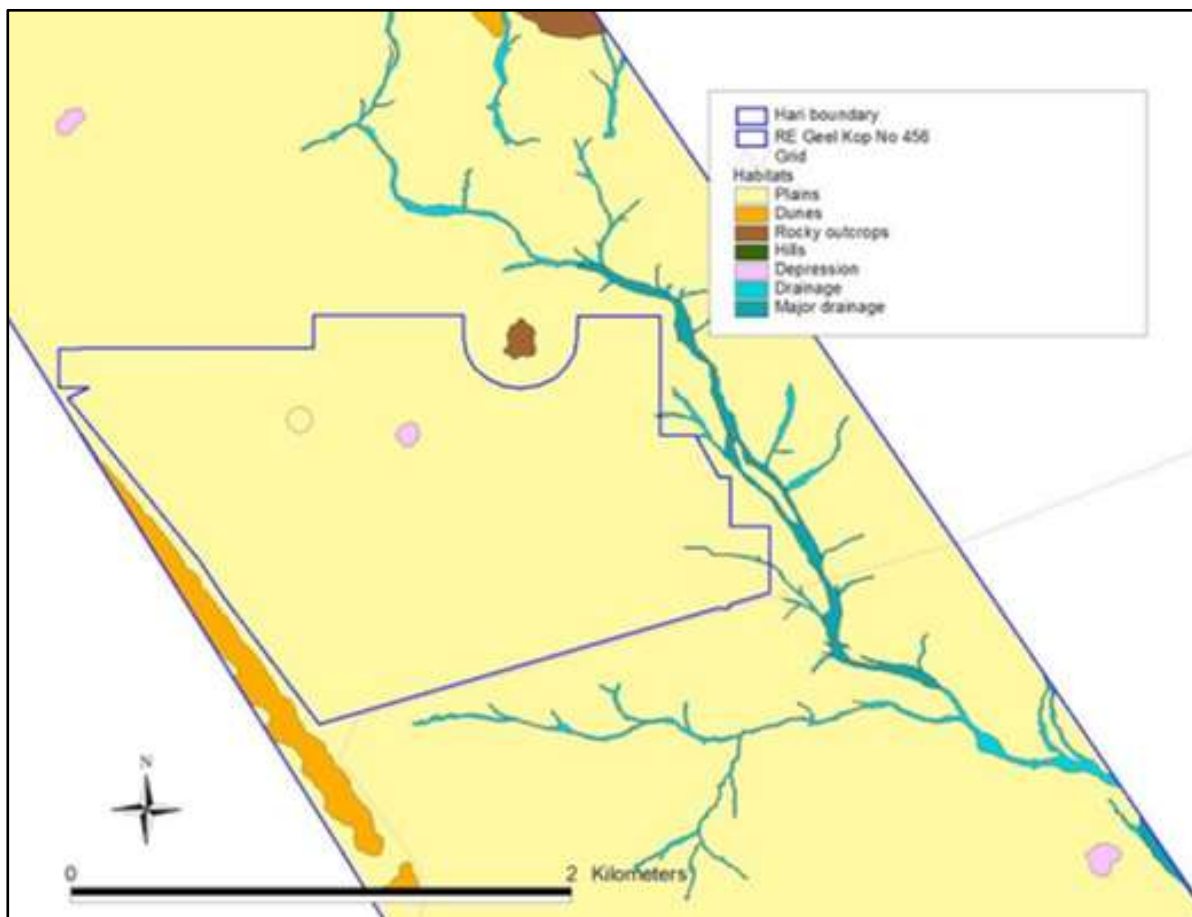 Hari boundary
RE Geel Kop No 456
Grid
Habitats
Plains
Dunes
Rocky outcrops
Hills
Depression
Drainage
Major drainage
N
0 2 Kilometers